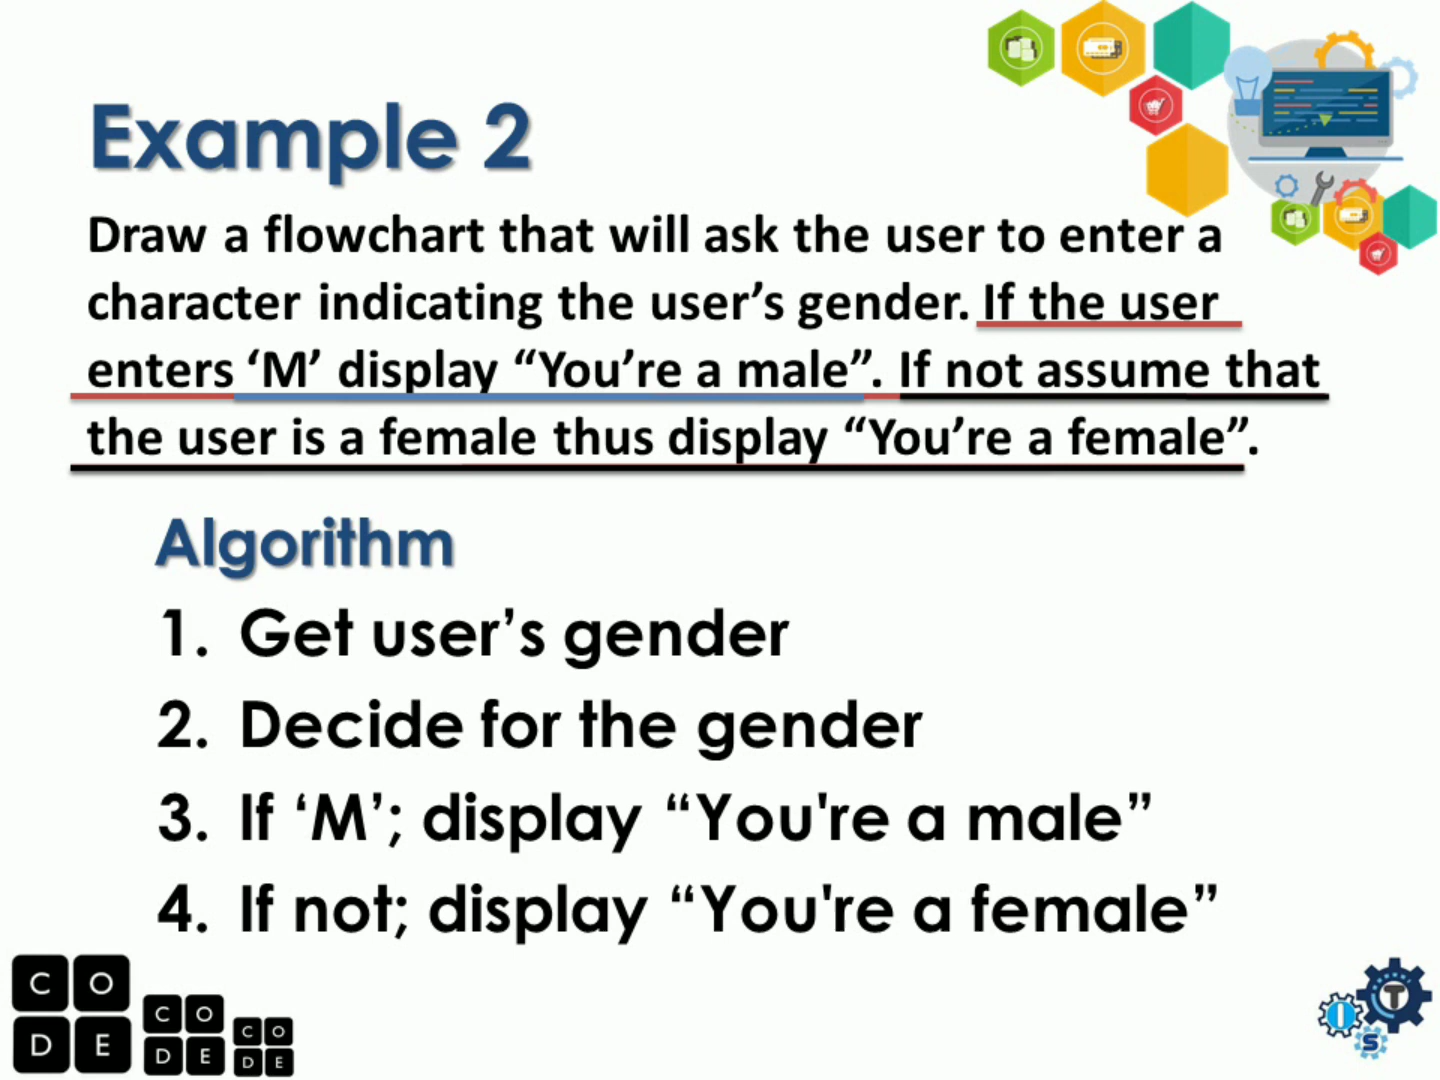 Example 2
Draw a flowchart that will ask the user to enter a
character indicating the user’s gender. If the user
enters ‘M’ display “You’re a male”. If not assume that
the user is a female thus display “You’re a female”.
Algorithm
1. Get user’s gender
2. Decide for the gender
3. If ‘M’; display “You're a male”
4. If not; display “You're a female”
C O
D E
C O
D E
C O
D E
I T
S